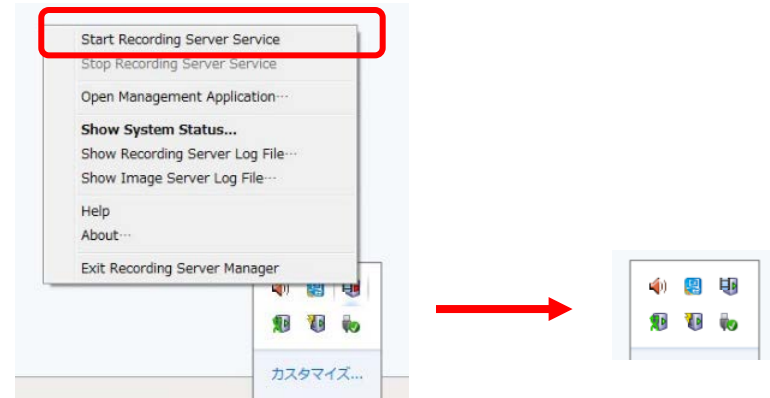 Start Recording Server Service
Stop Recording Server Service
Open Management Application…
Show System Status...
Show Recording Server Log File…
Show Image Server Log File…
Help
About…
Exit Recording Server Manager
カスタマイズ...